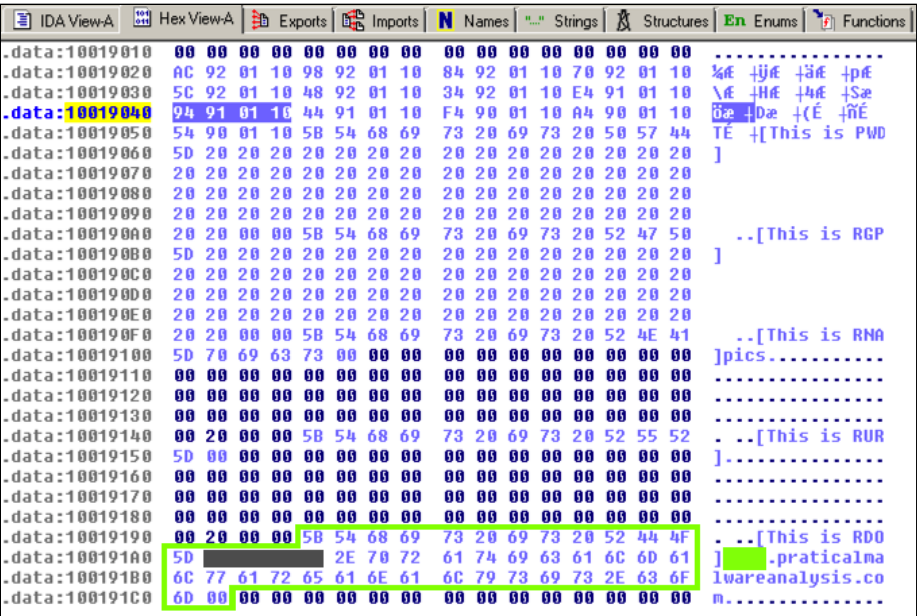 IDA View-A Hex View-A Exports Imports N Names "..." Strings Structures En Enums Functions
.data:10019010 00 00 00 00 00 00 00 00 00 00 00 00 00 00 00 00 ................
.data:10019020 AC 92 01 10 98 92 01 10 84 92 01 10 70 92 01 10 ¼Æ +ÿÆ +äÆ +pÆ
.data:10019030 5C 92 01 10 48 92 01 10 34 92 01 10 E4 91 01 10 \Æ +HÆ +4Æ +Sæ
.data:10019040 94 91 01 10 44 91 01 10 F4 90 01 10 A4 90 01 10 öæ +Dæ +(É +ñÉ
.data:10019050 54 90 01 10 5B 54 68 69 73 20 69 73 20 50 57 44 TÉ +[This is PWD
.data:10019060 5D 20 20 20 20 20 20 20 20 20 20 20 20 20 20 20 ]
.data:10019070 20 20 20 20 20 20 20 20 20 20 20 20 20 20 20 20
.data:10019080 20 20 20 20 20 20 20 20 20 20 20 20 20 20 20 20
.data:10019090 20 20 20 20 20 20 20 20 20 20 20 20 20 20 20 20
.data:100190A0 20 20 00 00 5B 54 68 69 73 20 69 73 20 52 47 50 ..[This is RGP
.data:100190B0 5D 20 20 20 20 20 20 20 20 20 20 20 20 20 20 20 ]
.data:100190C0 20 20 20 20 20 20 20 20 20 20 20 20 20 20 20 20
.data:100190D0 20 20 20 20 20 20 20 20 20 20 20 20 20 20 20 20
.data:100190E0 20 20 20 20 20 20 20 20 20 20 20 20 20 20 20 20
.data:100190F0 20 20 00 00 5B 54 68 69 73 20 69 73 20 52 4E 41 ..[This is RNA
.data:10019100 5D 70 69 63 73 00 00 00 00 00 00 00 00 00 00 00 ]pics...........
.data:10019110 00 00 00 00 00 00 00 00 00 00 00 00 00 00 00 00 ................
.data:10019120 00 00 00 00 00 00 00 00 00 00 00 00 00 00 00 00 ................
.data:10019130 00 00 00 00 00 00 00 00 00 00 00 00 00 00 00 00 ................
.data:10019140 00 20 00 00 5B 54 68 69 73 20 69 73 20 52 55 52 . ..[This is RUR
.data:10019150 5D 00 00 00 00 00 00 00 00 00 00 00 00 00 00 00 ]...............
.data:10019160 00 00 00 00 00 00 00 00 00 00 00 00 00 00 00 00 ................
.data:10019170 00 00 00 00 00 00 00 00 00 00 00 00 00 00 00 00 ................
.data:10019180 00 00 00 00 00 00 00 00 00 00 00 00 00 00 00 00 ................
.data:10019190 00 20 00 00 5B 54 68 69 73 20 69 73 20 52 44 4F . ..[This is RDO
.data:100191A0 5D 2E 70 72 61 74 69 63 61 6C 6D 61 ] .praticalma
.data:100191B0 6C 77 61 72 65 61 6E 61 6C 79 73 69 73 2E 63 6F lwareanalysis.co
.data:100191C0 6D 00 00 00 00 00 00 00 00 00 00 00 00 00 00 00 m...............